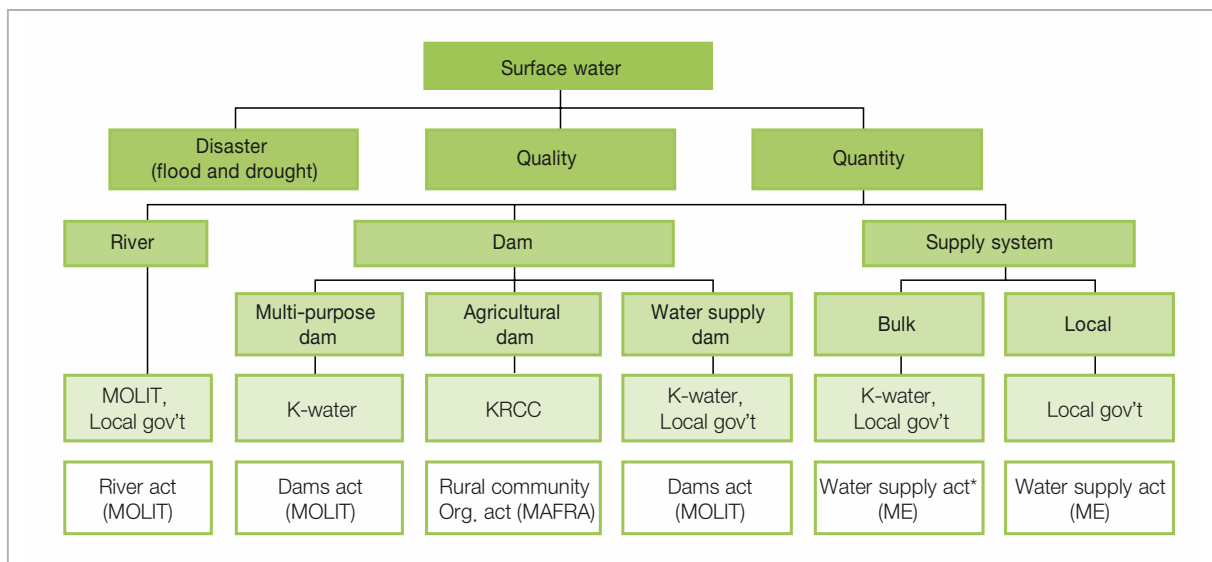 Surface water
Disaster
(flood and drought)
Quality
Quantity
River
Dam
Supply system
Multi-purpose
dam
Agricultural
dam
Water supply
dam
Bulk
Local
MOLIT,
Local gov't
K-water
KRCC
K-water,
Local gov't
K-water,
Local gov't
Local gov't
River act
(MOLIT)
Dams act
(MOLIT)
Rural community
Org. act (MAFRA)
Dams act
(MOLIT)
Water supply act*
(ME)
Water supply act
(ME)